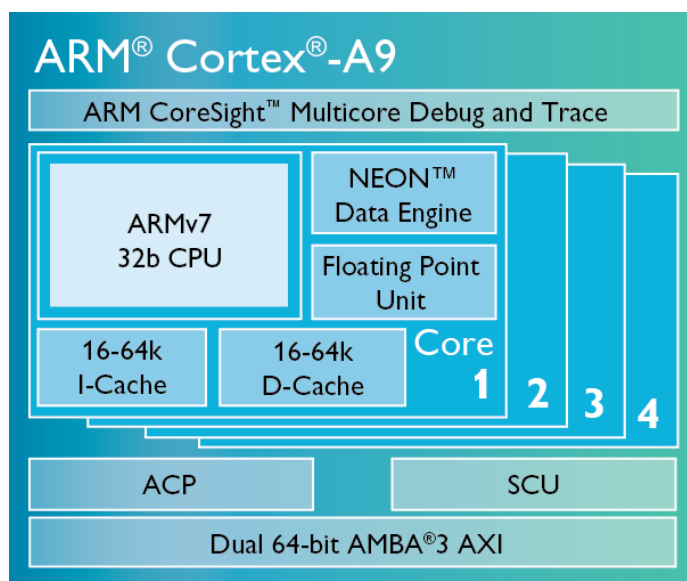 ARM® Cortex®-A9
ARM CoreSight™ Multicore Debug and Trace
ARMv7
32b CPU
NEON™
Data Engine
Floating Point
Unit
16-64k
I-Cache
16-64k
D-Cache
Core
1
2
3
4
ACP
SCU
Dual 64-bit AMBA®3 AXI